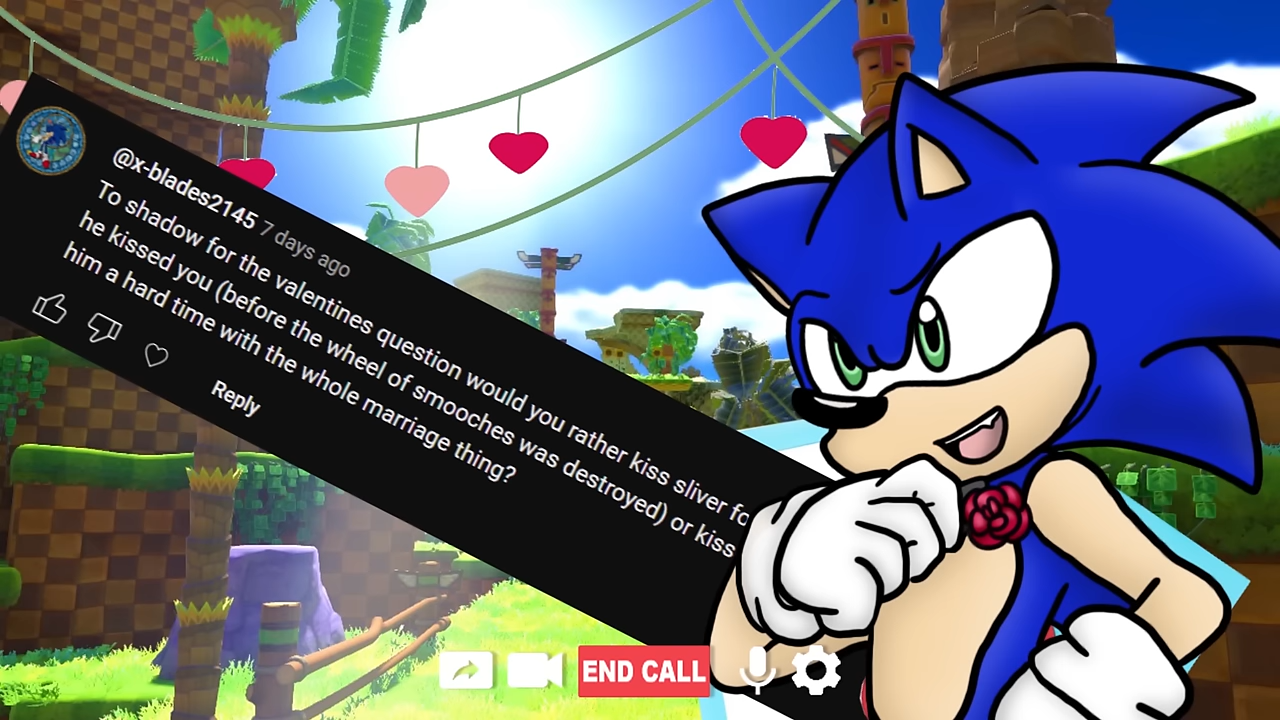 @x-blades2145 7 days ago
To shadow for the valentines question would you rather kiss sliver fo
he kissed you (before the wheel of smooches was destroyed) or kiss
him a hard time with the whole marriage thing?
Reply
END CALL